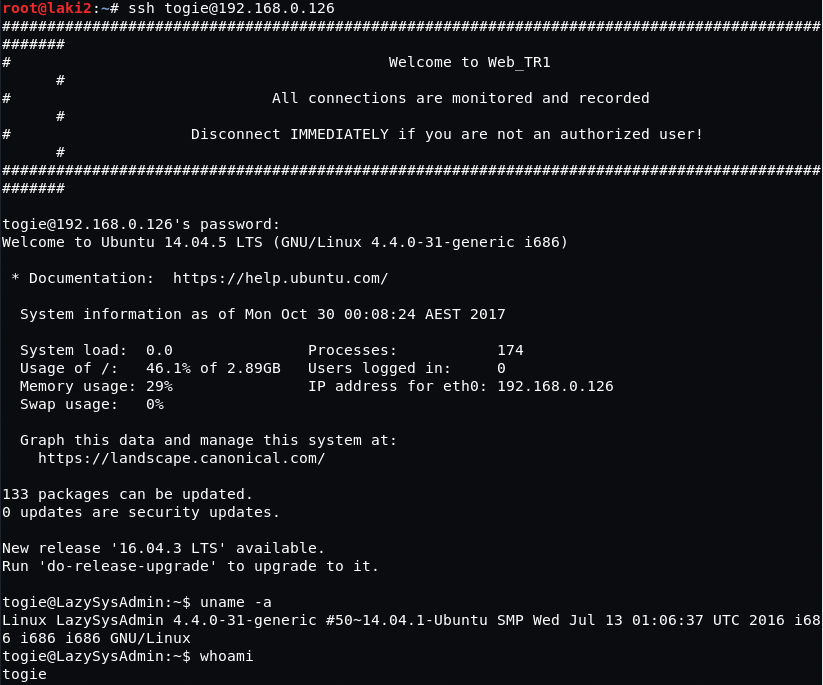 root@laki2:~# ssh togie@192.168.0.126
###########################################################################################
#######
#                                          Welcome to Web_TR1
      #
#                             All connections are monitored and recorded
      #
#                    Disconnect IMMEDIATELY if you are not an authorized user!
      #
###########################################################################################
#######
togie@192.168.0.126's password:
Welcome to Ubuntu 14.04.5 LTS (GNU/Linux 4.4.0-31-generic i686)
 * Documentation:  https://help.ubuntu.com/
  System information as of Mon Oct 30 00:08:24 AEST 2017
  System load:  0.0               Processes:           174
  Usage of /:   46.1% of 2.89GB   Users logged in:     0
  Memory usage: 29%               IP address for eth0: 192.168.0.126
  Swap usage:   0%
  Graph this data and manage this system at:
    https://landscape.canonical.com/
133 packages can be updated.
0 updates are security updates.
New release '16.04.3 LTS' available.
Run 'do-release-upgrade' to upgrade to it.
togie@LazySysAdmin:~$ uname -a
Linux LazySysAdmin 4.4.0-31-generic #50~14.04.1-Ubuntu SMP Wed Jul 13 01:06:37 UTC 2016 i68
6 i686 i686 GNU/Linux
togie@LazySysAdmin:~$ whoami
togie